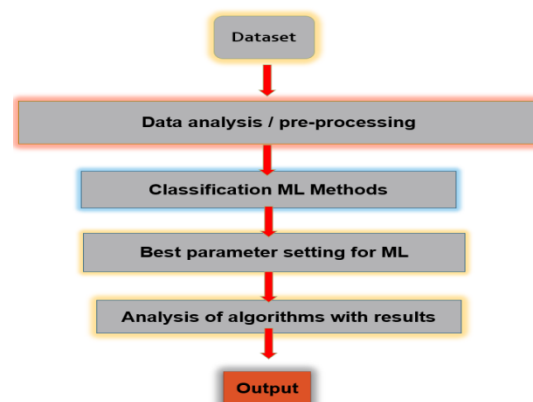 Dataset
Data analysis / pre-processing
Classification ML Methods
Best parameter setting for ML
Analysis of algorithms with results
Output